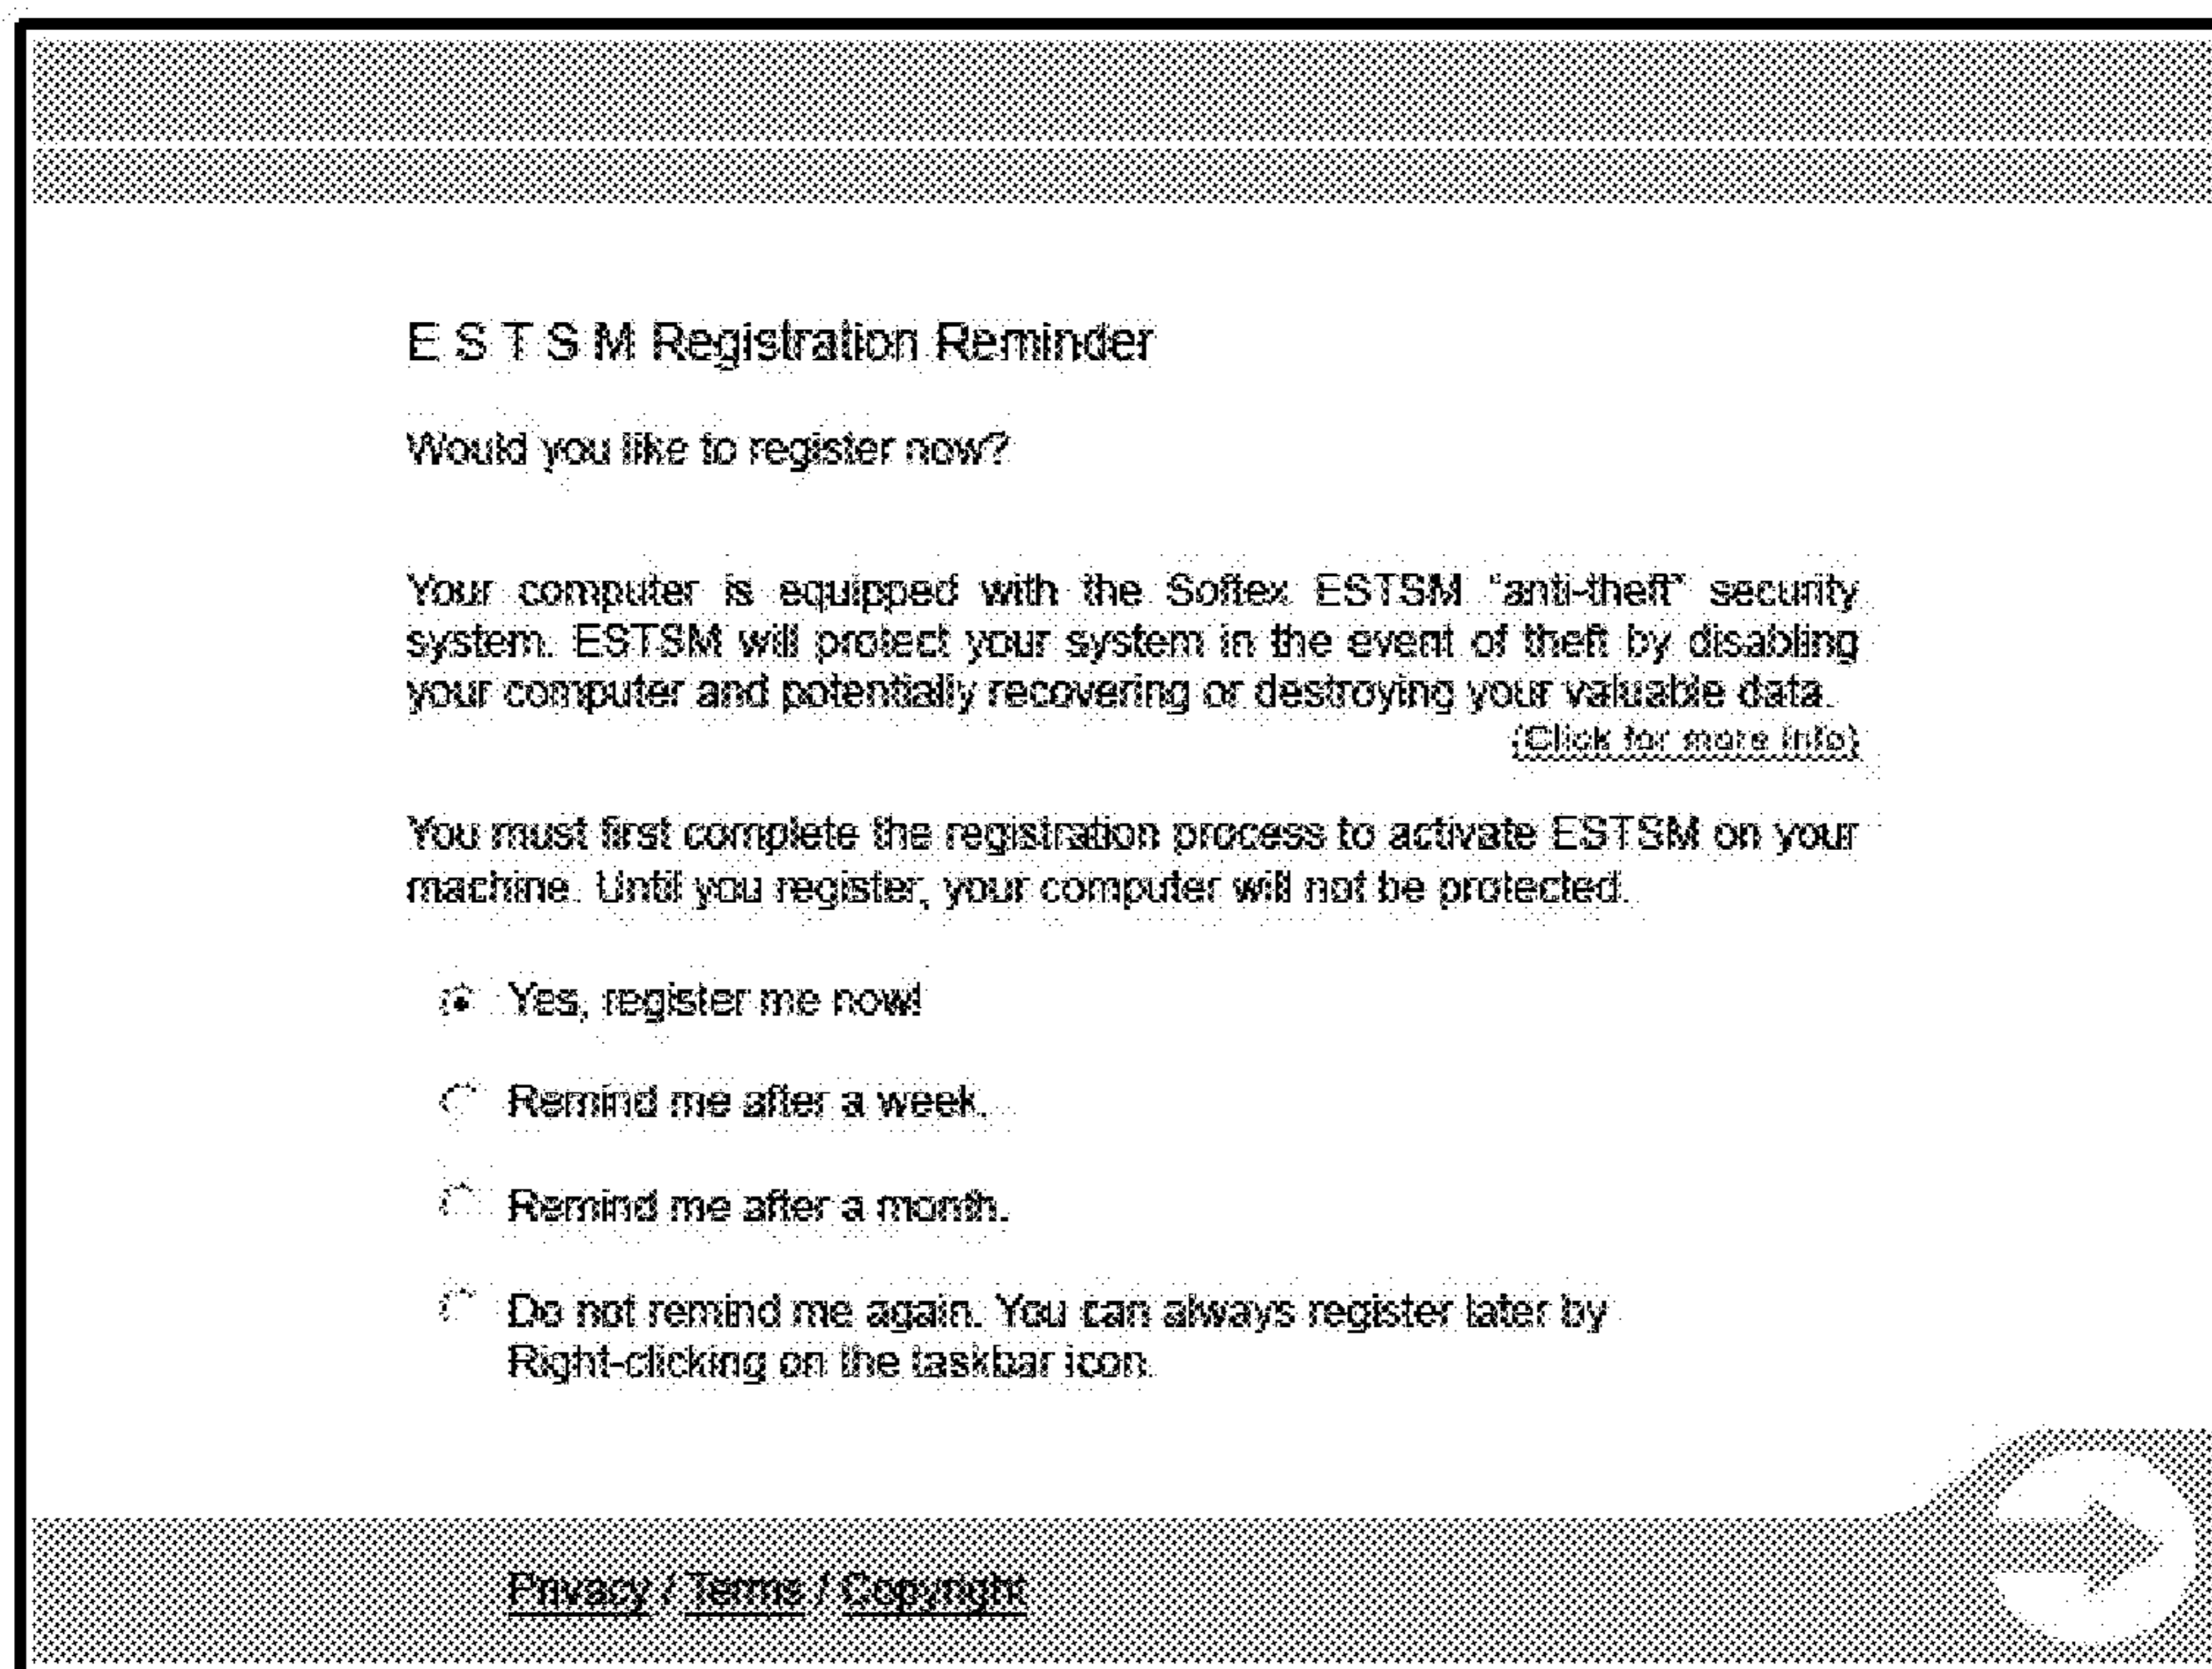 E S T S M Registration Reminder
Would you like to register now?
Your computer is equipped with the Softex ESTSM "anti-theft" security
system. ESTSM will protect your system in the event of theft by disabling
your computer and potentially recovering or destroying your valuable data.
(Click for more info)
You must first complete the registration process to activate ESTSM on your
machine. Until you register, your computer will not be protected.
Yes, register me now!
Remind me after a week.
Remind me after a month.
Do not remind me again. You can always register later by
Right-clicking on the taskbar icon.
Privacy / Terms / Copyright